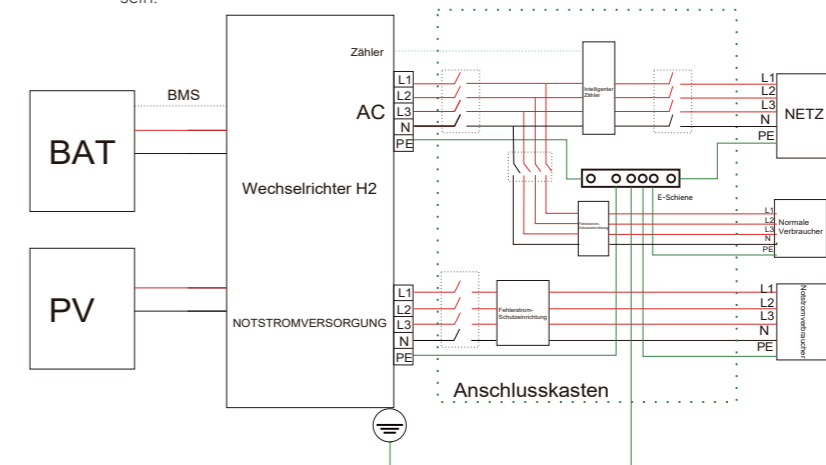 sein.
BAT
BMS
PV
Wechselrichter H2
Zähler
AC
L1
L2
L3
N
PE
NOTSTROMVERSORGUNG
L1
L2
L3
N
PE
Intelligenter
Zähler
E-Schiene
Fehlerstrom-
Schutzeinrichtung
Fehlerstrom-
Schutzeinrichtung
Anschlusskasten
L1
L2
L3
N
PE
NETZ
L1
L2
L3
N
PE
Normale
Verbraucher
L1
L2
L3
N
PE
Notstromverbraucher